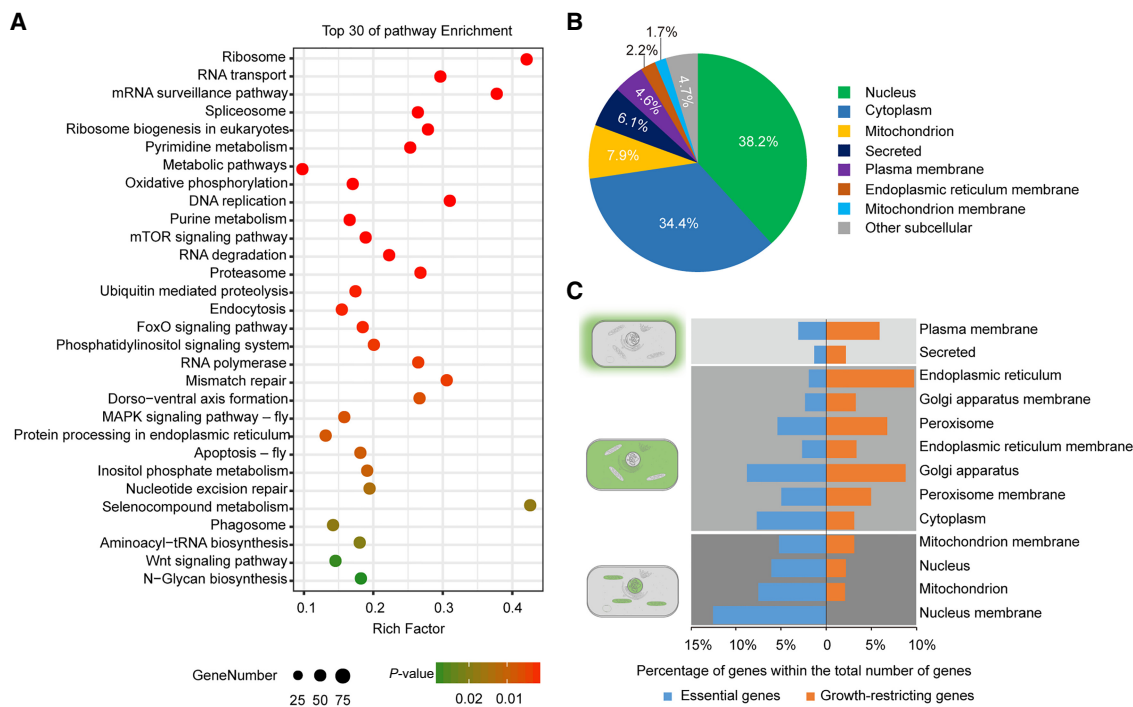 A
Top 30 of pathway Enrichment
Ribosome
RNA transport
mRNA surveillance pathway
Spliceosome
Ribosome biogenesis in eukaryotes
Pyrimidine metabolism
Metabolic pathways
Oxidative phosphorylation
DNA replication
Purine metabolism
mTOR signaling pathway
RNA degradation
Proteasome
Ubiquitin mediated proteolysis
Endocytosis
FoxO signaling pathway
Phosphatidylinositol signaling system
RNA polymerase
Mismatch repair
Dorso−ventral axis formation
MAPK signaling pathway – fly
Protein processing in endoplasmic reticulum
Apoptosis – fly
Inositol phosphate metabolism
Nucleotide excision repair
Selenocompound metabolism
Phagosome
Aminoacyl−tRNA biosynthesis
Wnt signaling pathway
N−Glycan biosynthesis
0.1 0.2 0.3 0.4
Rich Factor
GeneNumber
25 50 75
P-value
0.02 0.01
B
1.7%
2.2%
4.7%
4.6%
6.1%
7.9%
38.2%
34.4%
Nucleus
Cytoplasm
Mitochondrion
Secreted
Plasma membrane
Endoplasmic reticulum membrane
Mitochondrion membrane
Other subcellular
C
Plasma membrane
Secreted
Endoplasmic reticulum
Golgi apparatus membrane
Peroxisome
Endoplasmic reticulum membrane
Golgi apparatus
Peroxisome membrane
Cytoplasm
Mitochondrion membrane
Nucleus
Mitochondrion
Nucleus membrane
15% 10% 5% 0 5% 10%
Percentage of genes within the total number of genes
Essential genes Growth-restricting genes